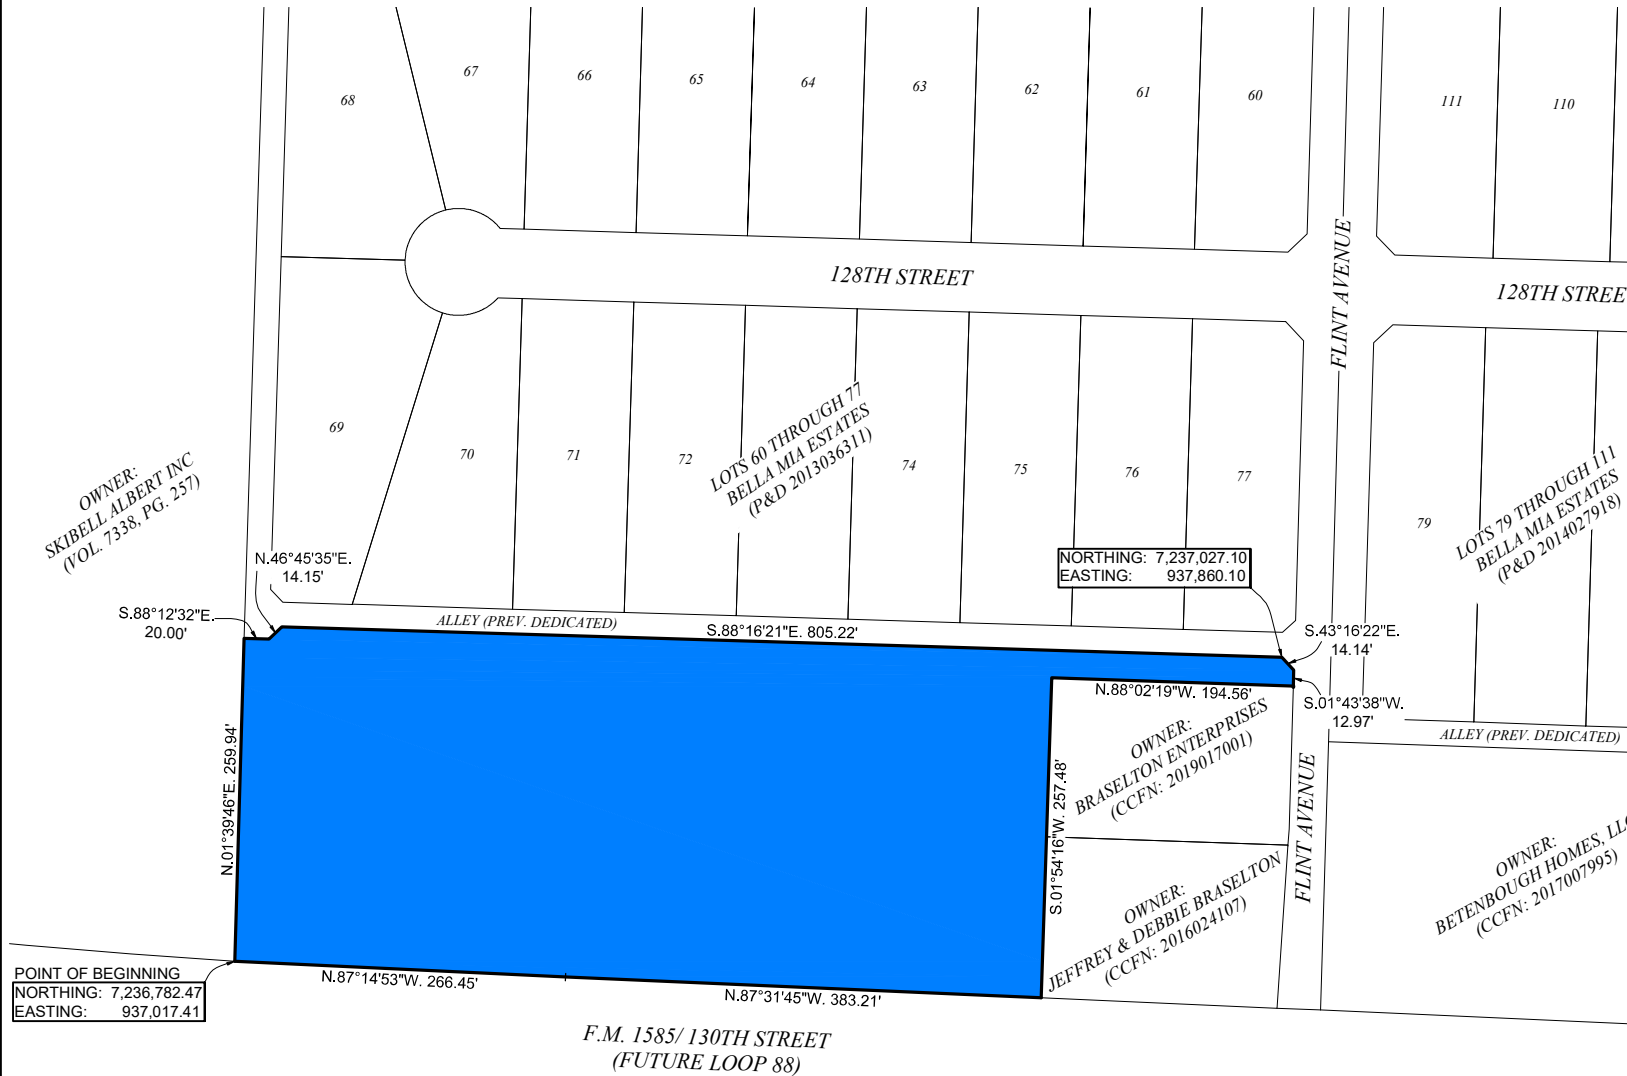 67
66
65
64
63
62
61
60
111
110
68
128TH STREET
128TH STREE
FLINT AVENUE
69
70
71
72
LOTS 60 THROUGH 77
BELLA MIA ESTATES
(P&D 2013036311)
74
75
76
77
79
LOTS 79 THROUGH 111
BELLA MIA ESTATES
(P&D 2014027918)
OWNER:
SKIBELL ALBERT INC
(VOL. 7338, PG. 257)
N.46°45'35"E.
14.15'
NORTHING: 7,237,027.10
EASTING: 937,860.10
S.88°12'32"E.
20.00'
ALLEY (PREV. DEDICATED)
S.88°16'21"E. 805.22'
S.43°16'22"E.
14.14'
N.88°02'19"W. 194.56'
S.01°43'38"W.
12.97'
ALLEY (PREV. DEDICATED)
OWNER:
BRASELTON ENTERPRISES
(CCFN: 2019017001)
N.01°39'46"E. 259.94'
S.01°54'16"W. 257.48'
FLINT AVENUE
OWNER:
JEFFREY & DEBBIE BRASELTON
(CCFN: 2016024107)
OWNER:
BETENBOUGH HOMES, LLC
(CCFN: 2017007995)
POINT OF BEGINNING
NORTHING: 7,236,782.47
EASTING: 937,017.41
N.87°14'53"W. 266.45'
N.87°31'45"W. 383.21'
F.M. 1585/ 130TH STREET
(FUTURE LOOP 88)